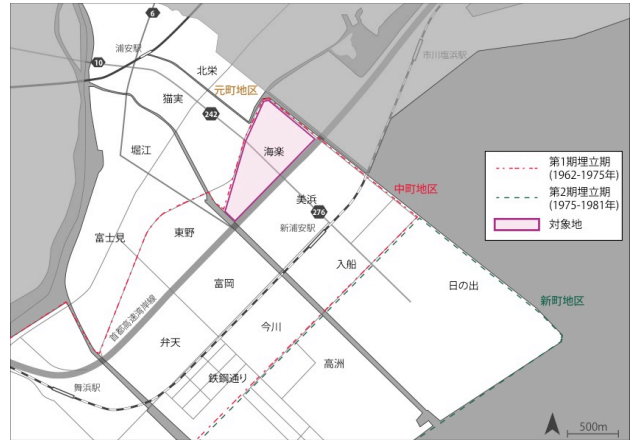 6
浦安駅
10
北栄
市川塩浜駅
猫実
元町地区
242
堀江
海楽
第1期埋立期
(1962-1975年)
第2期埋立期
(1975-1981年)
対象地
中町地区
美浜
276
新浦安駅
富士見
東野
入船
日の出
富岡
新町地区
首都高速湾岸線
今川
弁天
高洲
鉄鋼通り
舞浜駅
500m